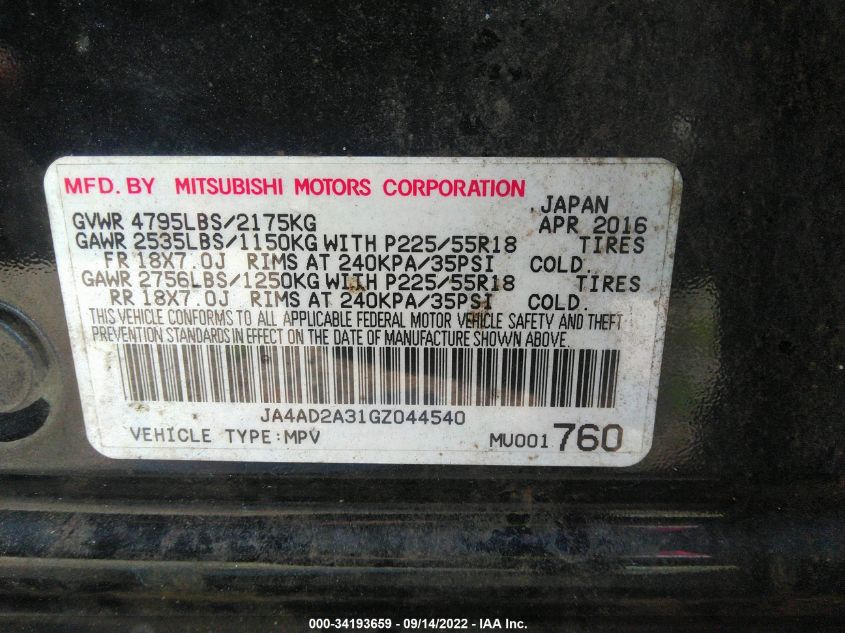 MFD. BY MITSUBISHI MOTORS CORPORATION JAPAN
GVWR 4795LBS/2175KG APR 2016
GAWR 2535LBS/1150KG WITH P225/55R18 TIRES
FR 18X7.0J RIMS AT 240KPA/35PSI COLD.
GAWR 2756LBS/1250KG WITH P225/55R18 TIRES
RR 18X7.0J RIMS AT 240KPA/35PSI COLD.
THIS VEHICLE CONFORMS TO ALL APPLICABLE FEDERAL MOTOR VEHICLE SAFETY AND THEFT
PREVENTION STANDARDS IN EFFECT ON THE DATE OF MANUFACTURE SHOWN ABOVE.
JA4AD2A31GZ044540
VEHICLE TYPE:MPV MU001760
000-34193659 - 09/14/2022 - IAA Inc.